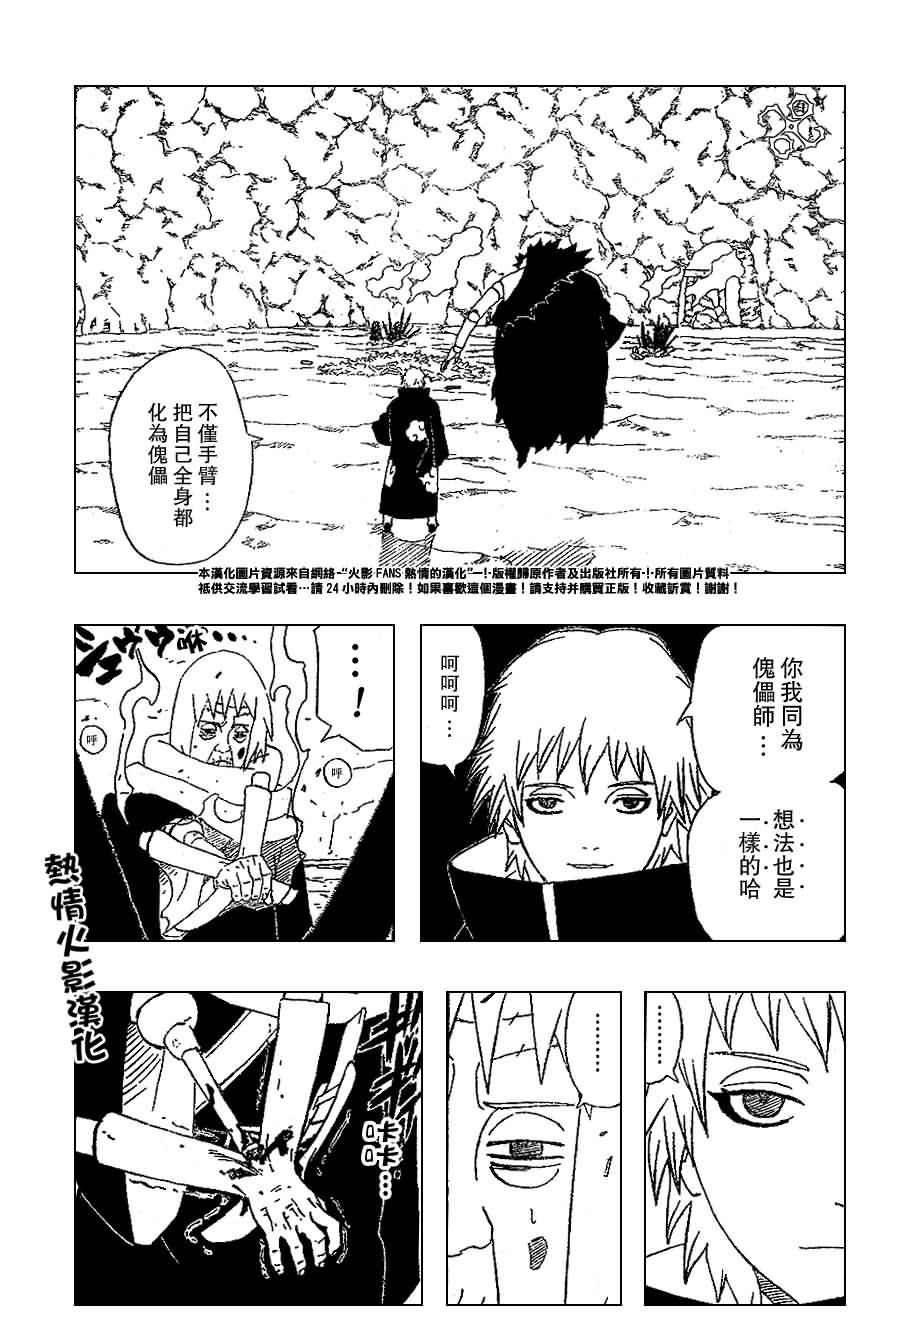 不僅手臂…
把自己全身都
化為傀儡
本漢化圖片資源來自網絡-“火影FANS熱情的漢化”—!·版權歸原作者及出版社所有·!·所有圖片質料
祗供交流學習試看…請24小時內刪除!如果喜歡這個漫畫!請支持并購買正版!收藏訢賞!謝謝!
你我同為
傀儡師…
想法也是
一樣的哈
呵呵呵…
…!
シュウウ
咻…
呼
呼
熱情火影漢化
………
………
咔咔…